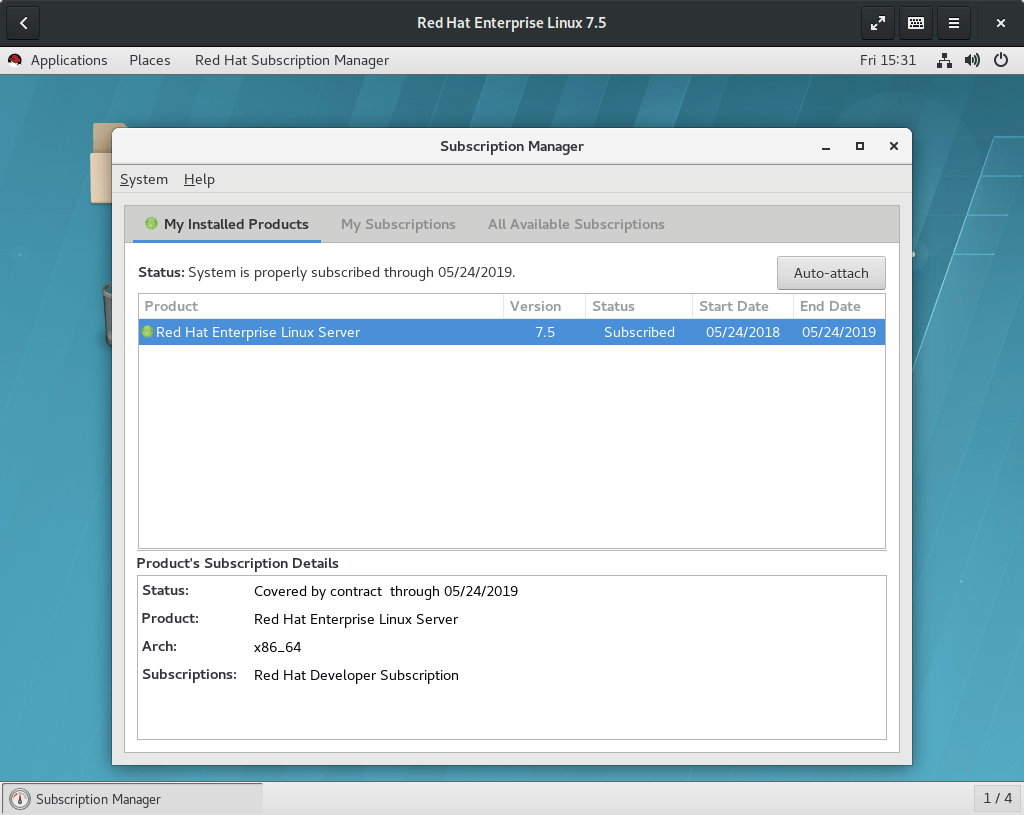 Red Hat Enterprise Linux 7.5
Applications Places Red Hat Subscription Manager Fri 15:31
Subscription Manager
System Help
My Installed Products My Subscriptions All Available Subscriptions
Status: System is properly subscribed through 05/24/2019. Auto-attach
Product Version Status Start Date End Date
Red Hat Enterprise Linux Server 7.5 Subscribed 05/24/2018 05/24/2019
Product's Subscription Details
Status: Covered by contract  through 05/24/2019
Product: Red Hat Enterprise Linux Server
Arch: x86_64
Subscriptions: Red Hat Developer Subscription
Subscription Manager 1 / 4